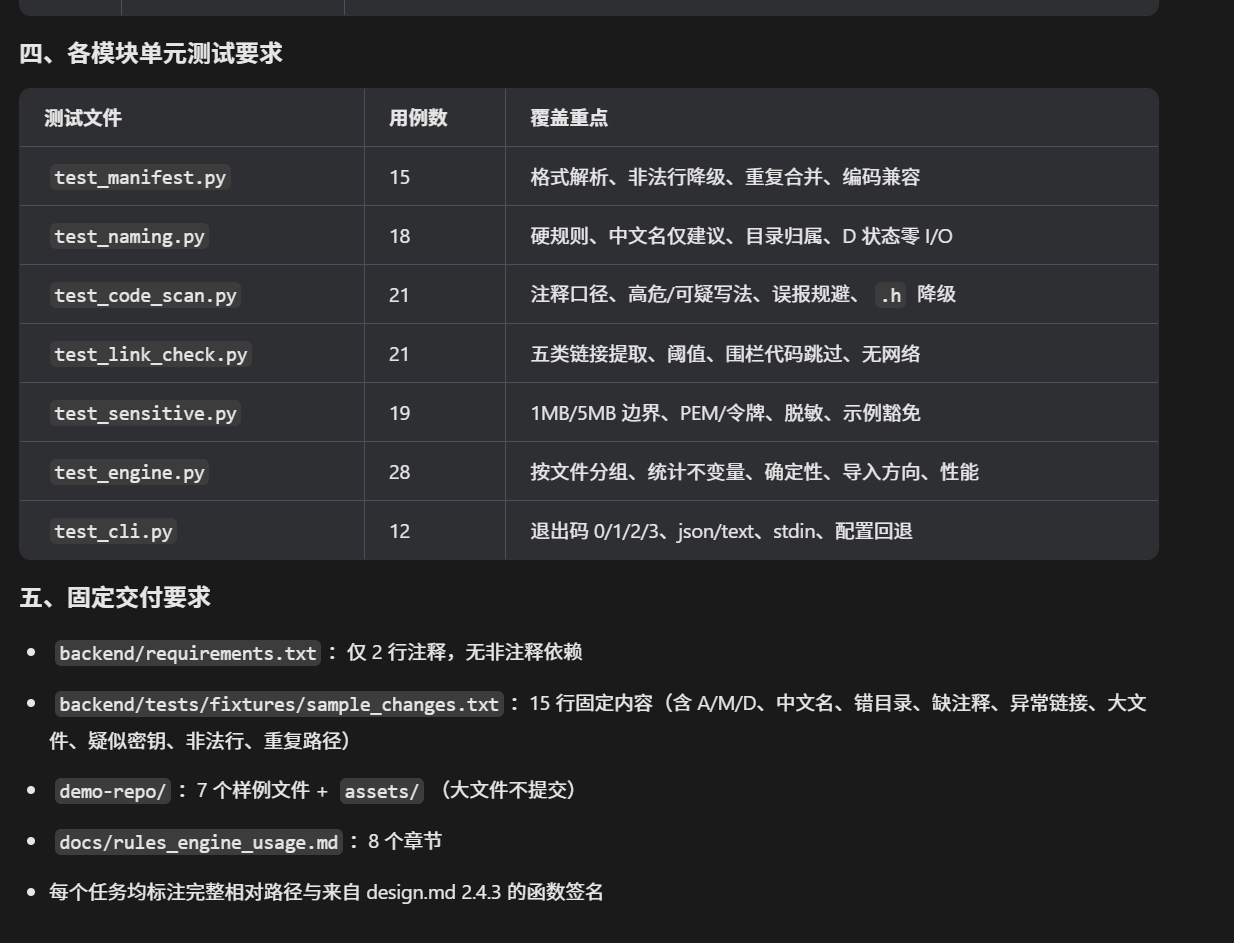 四、各模块单元测试要求
测试文件 用例数 覆盖重点
test_manifest.py 15 格式解析、非法行降级、重复合并、编码兼容
test_naming.py 18 硬规则、中文名仅建议、目录归属、D 状态零 I/O
test_code_scan.py 21 注释口径、高危/可疑写法、误报规避、 .h 降级
test_link_check.py 21 五类链接提取、阈值、围栏代码跳过、无网络
test_sensitive.py 19 1MB/5MB 边界、PEM/令牌、脱敏、示例豁免
test_engine.py 28 按文件分组、统计不变量、确定性、导入方向、性能
test_cli.py 12 退出码 0/1/2/3、json/text、stdin、配置回退
五、固定交付要求
• backend/requirements.txt ：仅 2 行注释，无非注释依赖
• backend/tests/fixtures/sample_changes.txt ：15 行固定内容（含 A/M/D、中文名、错目录、缺注释、异常链接、大文
件、疑似密钥、非法行、重复路径）
• demo-repo/ ：7 个样例文件 + assets/ （大文件不提交）
• docs/rules_engine_usage.md ：8 个章节
• 每个任务均标注完整相对路径与来自 design.md 2.4.3 的函数签名